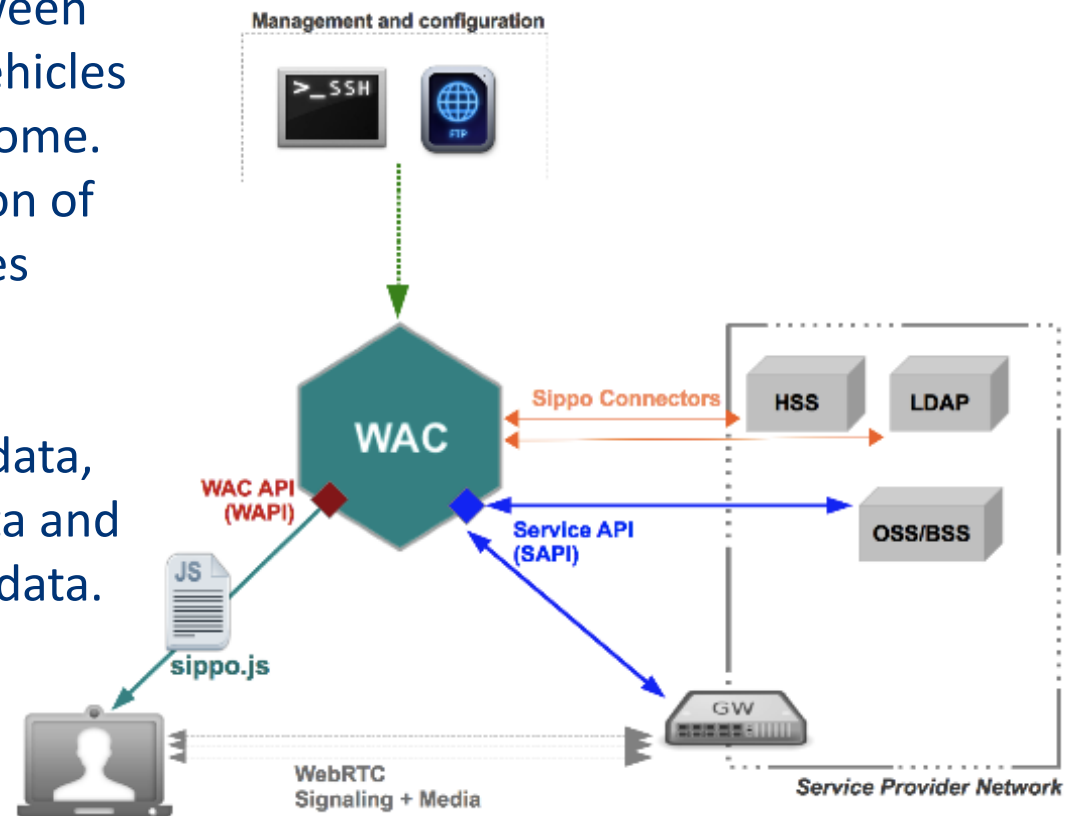 ween
ehicles
ome.
on of
es
data,
ca and
data.
Management and configuration
>_SSH
FTP
WAC
Sippo Connectors
HSS
LDAP
WAC API
(WAPI)
Service API
(SAPI)
OSS/BSS
JS
sippo.js
GW
WebRTC
Signaling + Media
Service Provider Network